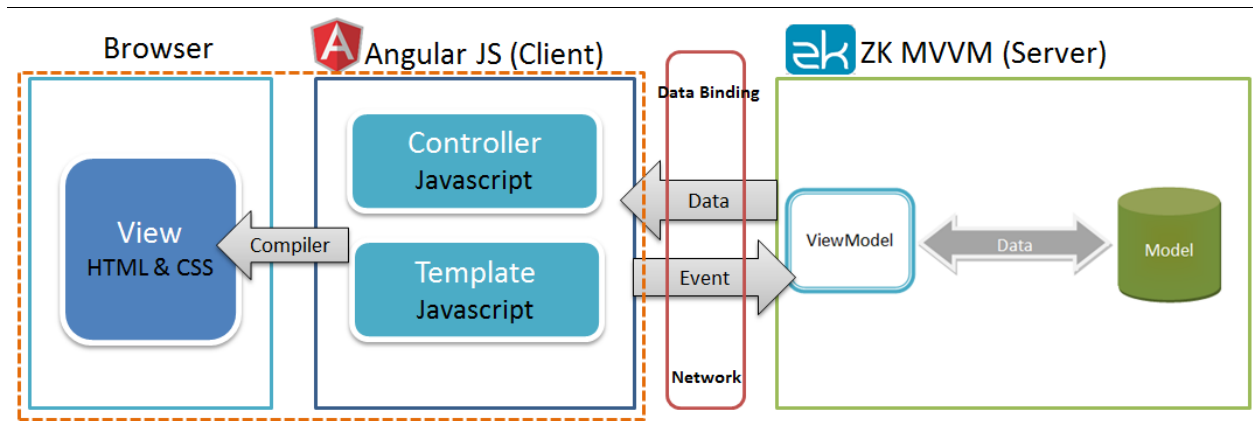 Browser
A
Angular JS (Client)
zk
ZK MVVM (Server)
Data Binding
Controller
Javascript
Data
View
HTML & CSS
Compiler
ViewModel
Data
Model
Template
Javascript
Event
Network